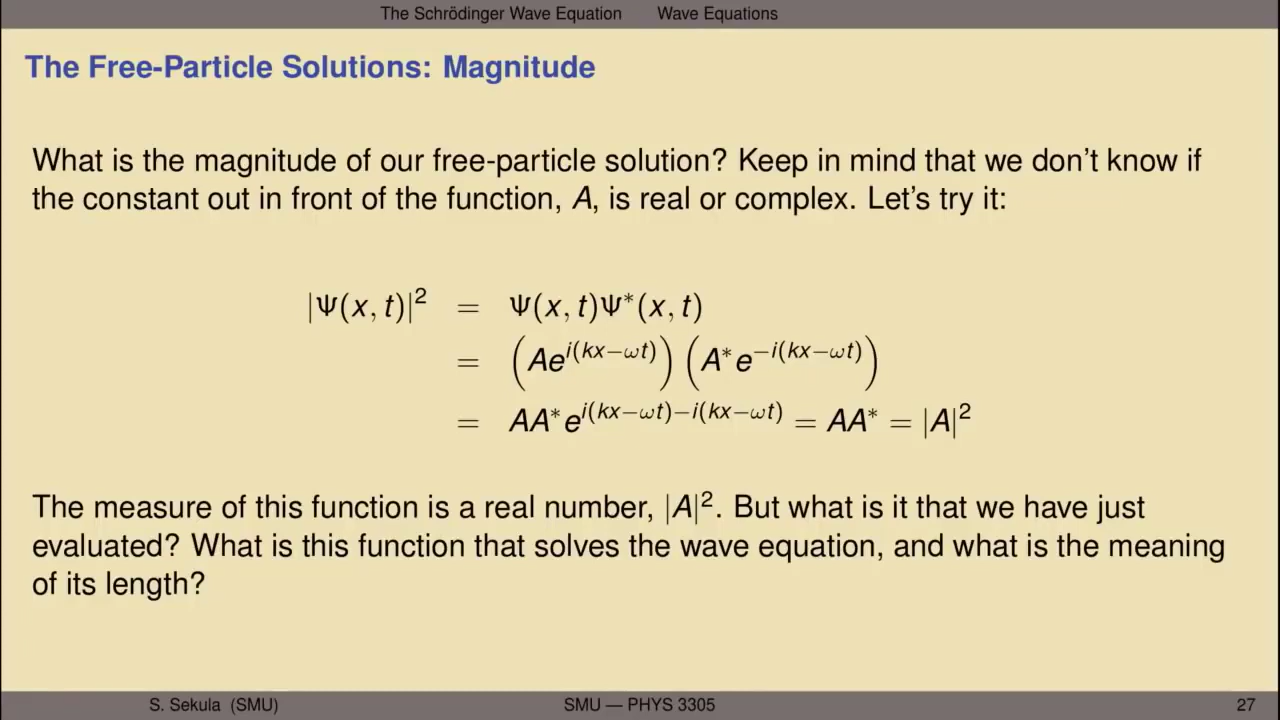 The Schrödinger Wave Equation Wave Equations
The Free-Particle Solutions: Magnitude
What is the magnitude of our free-particle solution? Keep in mind that we don't know if
the constant out in front of the function, A, is real or complex. Let's try it:
|Ψ(x, t)|² = Ψ(x, t)Ψ*(x, t)
= (Ae^{i(kx−ωt)}) (A*e^{−i(kx−ωt)})
= AA*e^{i(kx−ωt)−i(kx−ωt)} = AA* = |A|²
The measure of this function is a real number, |A|². But what is it that we have just
evaluated? What is this function that solves the wave equation, and what is the meaning
of its length?
S. Sekula (SMU) SMU — PHYS 3305 27